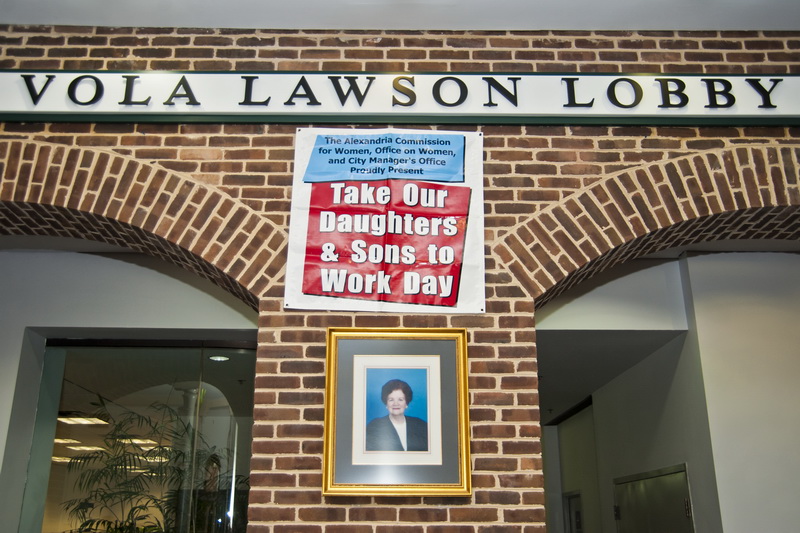 VOLA LAWSON LOBBY
The Alexandria Commission
for Women, Office on Women,
and City Manager's Office
Proudly Present
Take Our
Daughters
& Sons to
Work Day